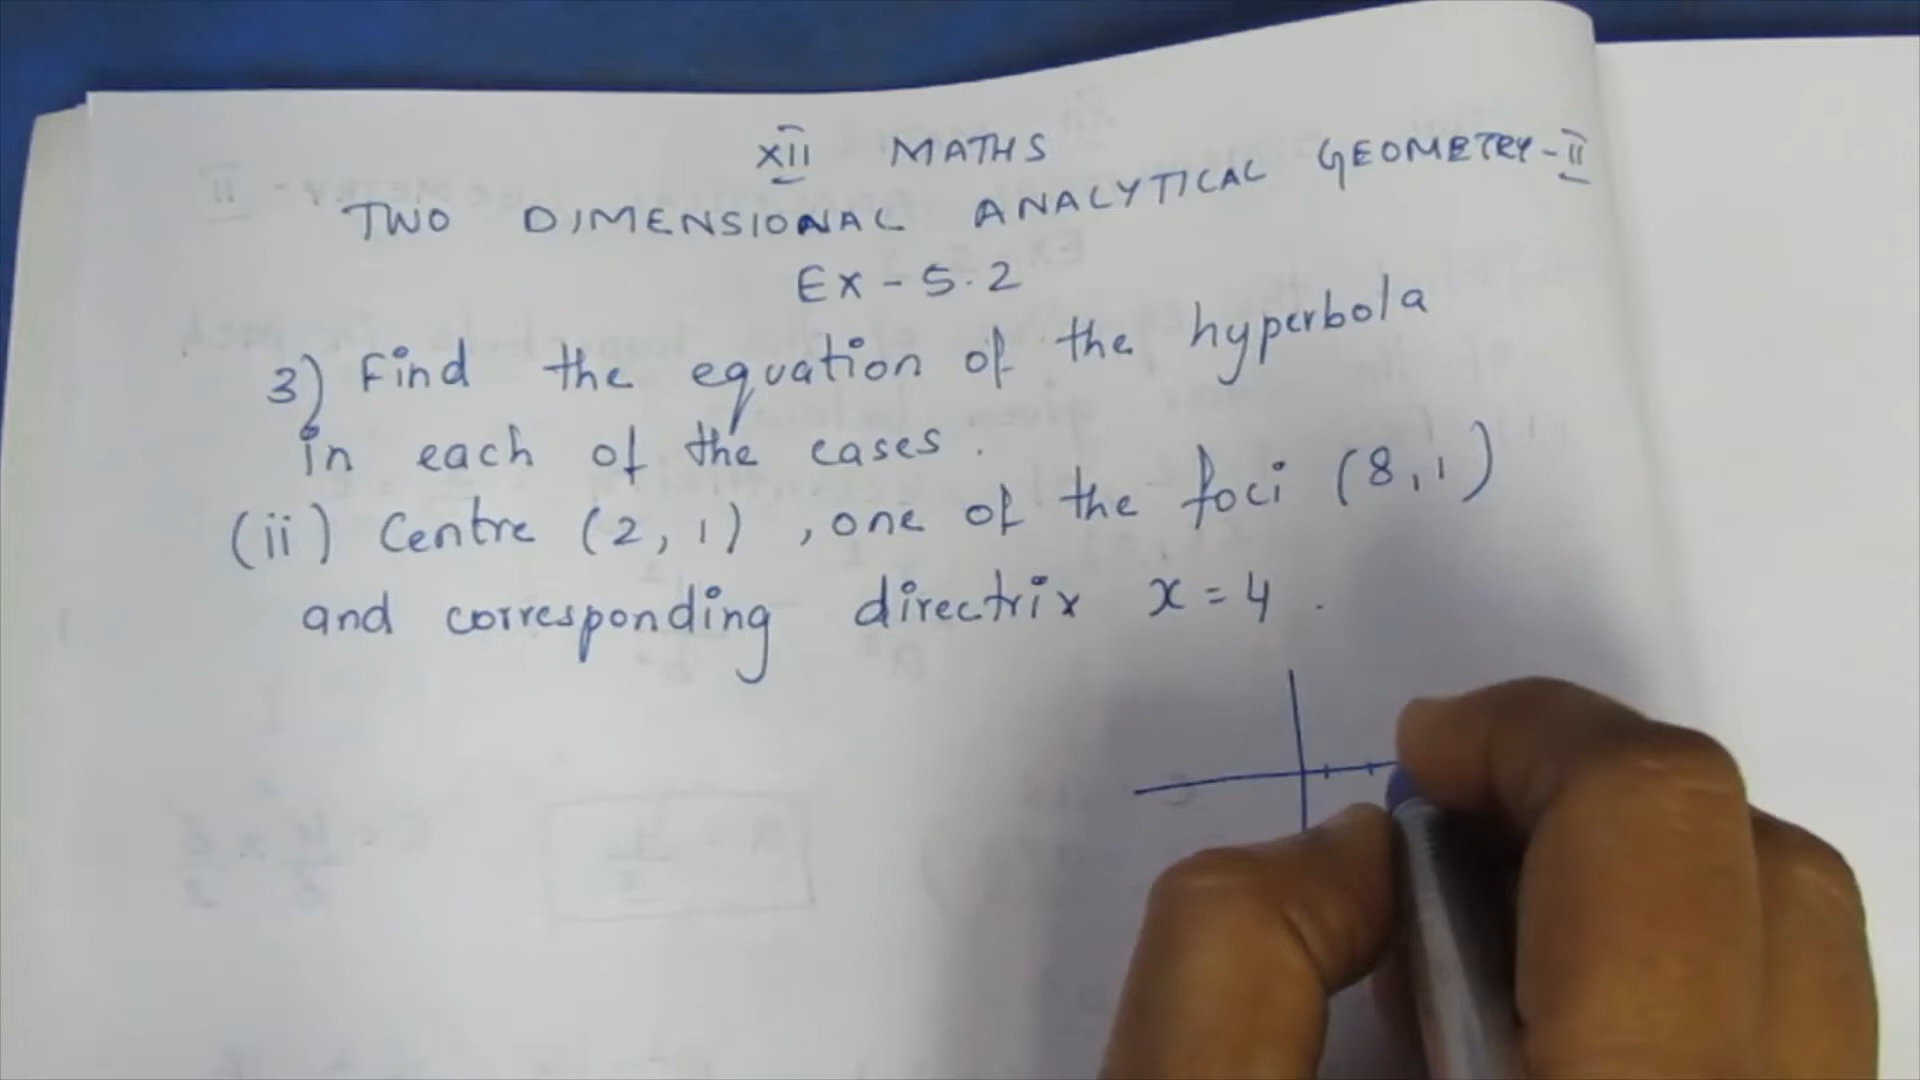 XII MATHS
TWO DIMENSIONAL ANALYTICAL GEOMETRY-II
EX-5.2
3) Find the equation of the hyperbola
in each of the cases.
(ii) Centre (2, 1), one of the foci (8, 1)
and corresponding directrix x = 4.